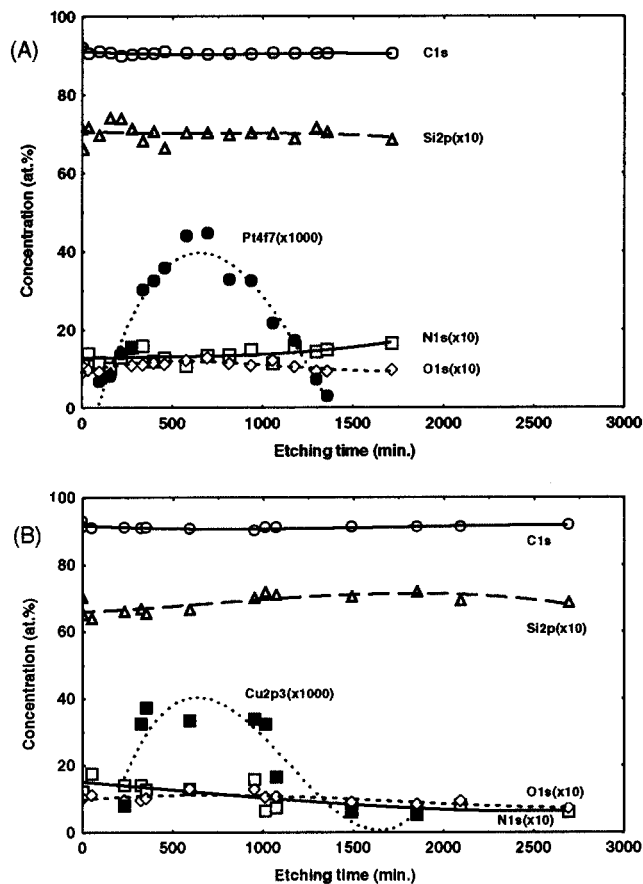 (A)
100
80
60
40
20
0
Concentration (at.%)
C1s
Si2p(x10)
Pt4f7(x1000)
N1s(x10)
O1s(x10)
0 500 1000 1500 2000 2500 3000
Etching time (min.)
(B)
100
80
60
40
20
0
Concentration (at.%)
C1s
Si2p(x10)
Cu2p3(x1000)
O1s(x10)
N1s(x10)
0 500 1000 1500 2000 2500 3000
Etching time (min.)